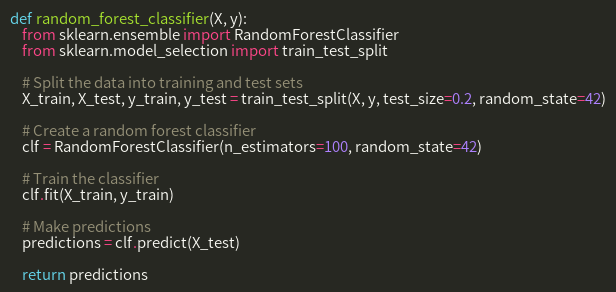 def random_forest_classifier(X, y):
    from sklearn.ensemble import RandomForestClassifier
    from sklearn.model_selection import train_test_split

    # Split the data into training and test sets
    X_train, X_test, y_train, y_test = train_test_split(X, y, test_size=0.2, random_state=42)

    # Create a random forest classifier
    clf = RandomForestClassifier(n_estimators=100, random_state=42)

    # Train the classifier
    clf.fit(X_train, y_train)

    # Make predictions
    predictions = clf.predict(X_test)

    return predictions